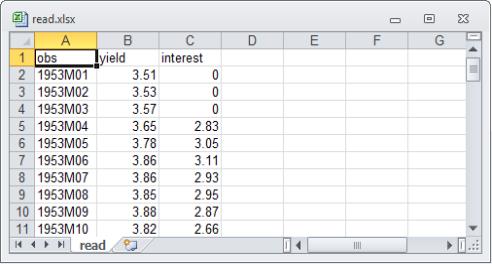 read.xlsx
A B C D E F G
1 obs yield interest
2 1953M01 3.51 0
3 1953M02 3.53 0
4 1953M03 3.57 0
5 1953M04 3.65 2.83
6 1953M05 3.78 3.05
7 1953M06 3.86 3.11
8 1953M07 3.86 2.93
9 1953M08 3.85 2.95
10 1953M09 3.88 2.87
11 1953M10 3.82 2.66
read